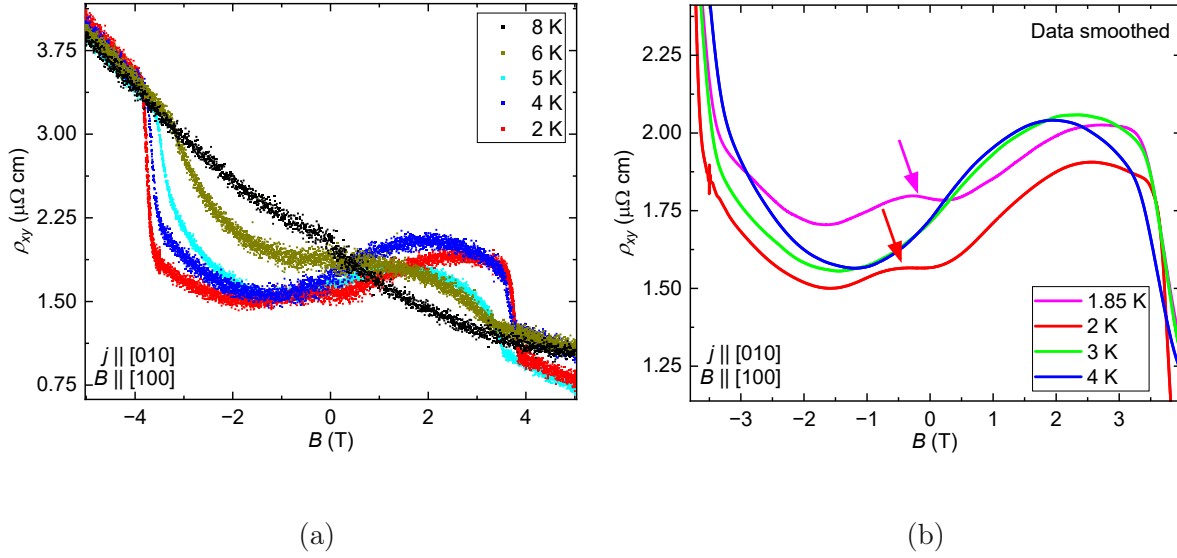 8 K
6 K
5 K
4 K
2 K
3.75
3.00
2.25
1.50
0.75
ρxy (μΩ cm)
j || [010]
B || [100]
−4
−2
0
2
4
B (T)
(a)
Data smoothed
2.25
2.00
1.75
1.50
1.25
ρxy (μΩ cm)
1.85 K
2 K
3 K
4 K
j || [010]
B || [100]
−3
−2
−1
0
1
2
3
B (T)
(b)